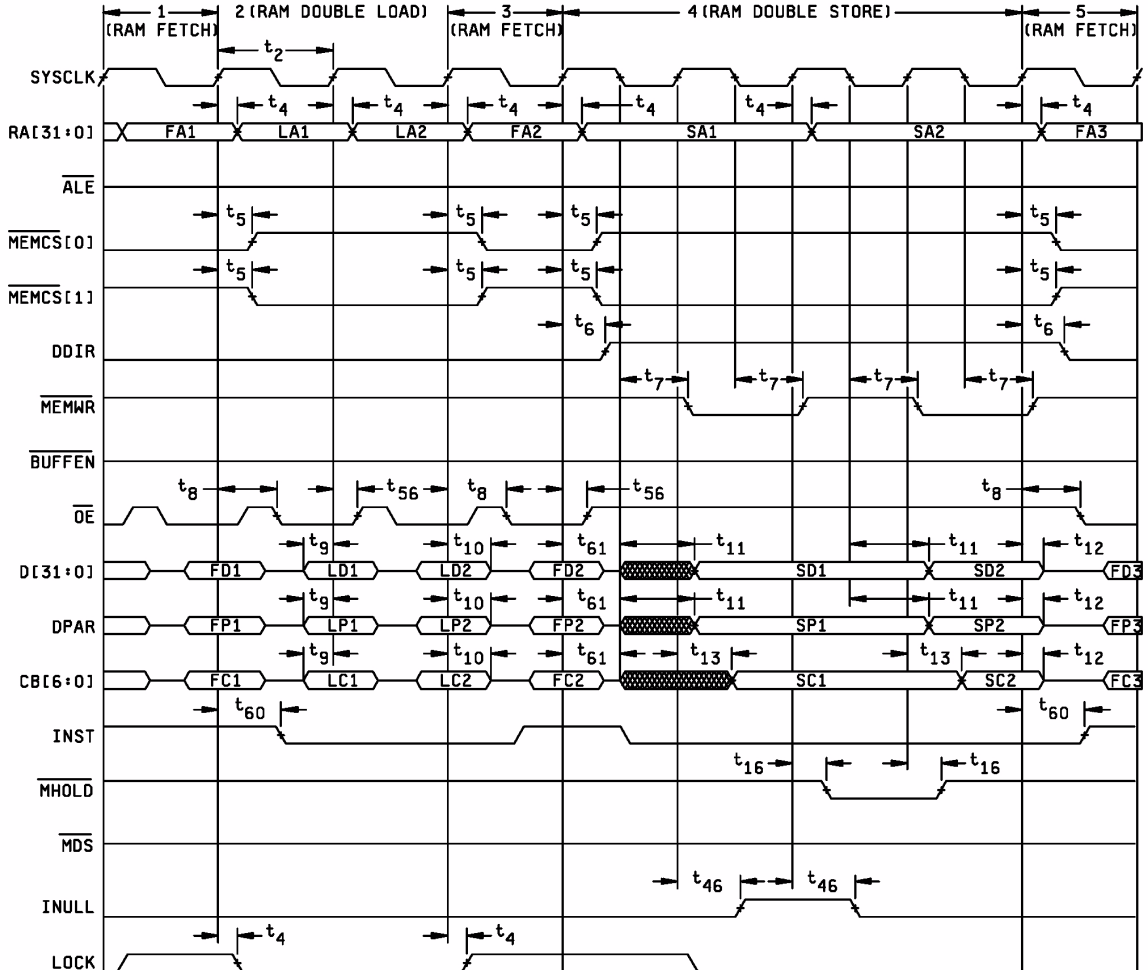 1 2(RAM DOUBLE LOAD) 3 4(RAM DOUBLE STORE) 5
(RAM FETCH) (RAM FETCH) (RAM FETCH)
t2
SYSCLK
t4 t4 t4 t4 t4 t4
RA[31:0] FA1 LA1 LA2 FA2 SA1 SA2 FA3
ALE
t5 t5 t5 t5
MEMCS[0]
t5 t5 t5 t5
MEMCS[1]
t6 t6
DDIR
t7 t7 t7 t7
MEMWR
BUFFEN
t8 t56 t8 t56 t8
OE
t9 t10 t61 t11 t11 t12
D[31:0] FD1 LD1 LD2 FD2 SD1 SD2 FD3
t9 t10 t61 t11 t11 t12
DPAR FP1 LP1 LP2 FP2 SP1 SP2 FP3
t9 t10 t61 t13 t13 t12
CB[6:0] FC1 LC1 LC2 FC2 SC1 SC2 FC3
t60 t60
INST
t16 t16
MHOLD
MDS
t46 t46
INULL
t4 t4
LOCK